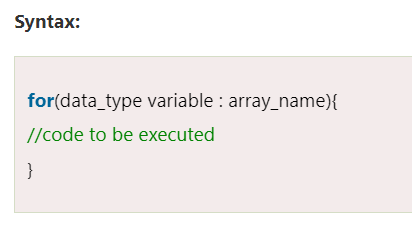 Syntax:
for(data_type variable : array_name){
//code to be executed
}